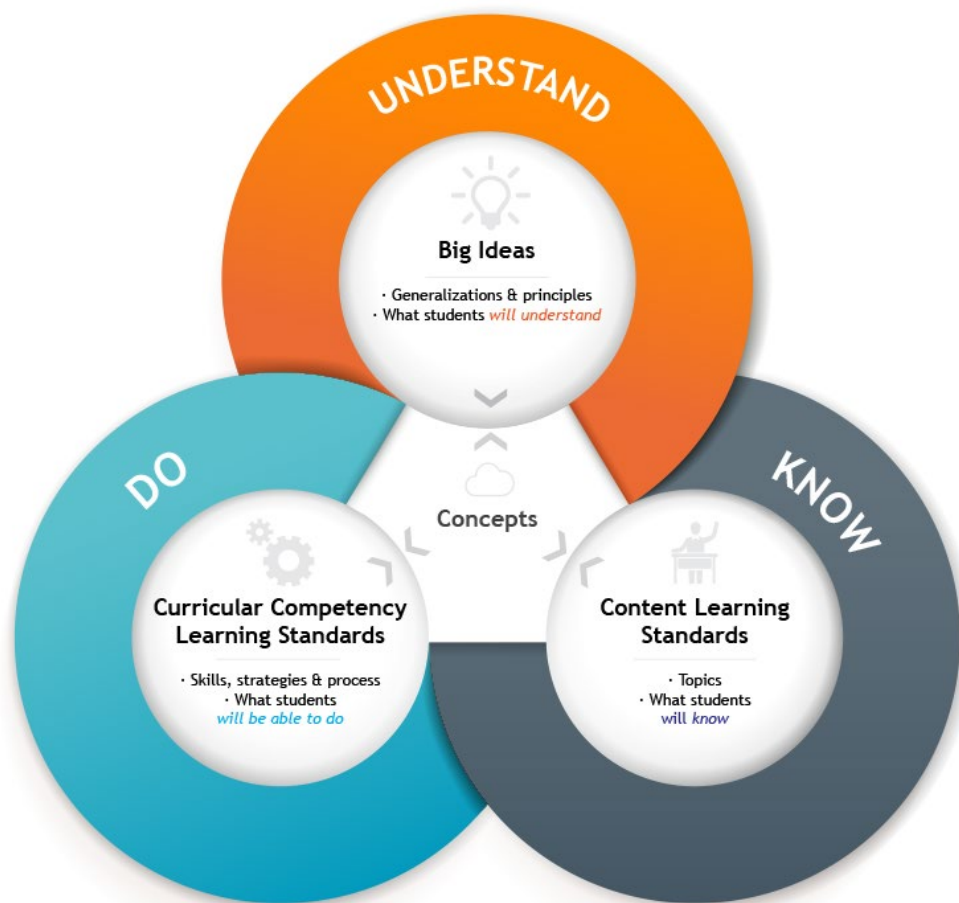 UNDERSTAND
Big Ideas
· Generalizations & principles
· What students will understand
Concepts
DO
Curricular Competency
Learning Standards
· Skills, strategies & process
· What students
will be able to do
KNOW
Content Learning
Standards
· Topics
· What students
will know